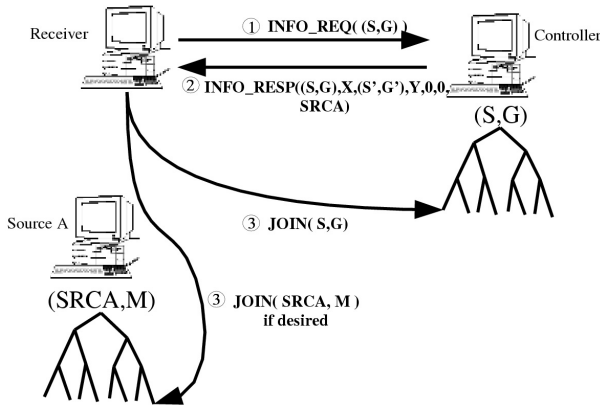 Receiver
① INFO_REQ( (S,G) )
Controller
② INFO_RESP((S,G),X,(S',G'),Y,0,0,
SRCA)
(S,G)
Source A
③ JOIN( S,G)
(SRCA,M)
③ JOIN( SRCA, M )
if desired